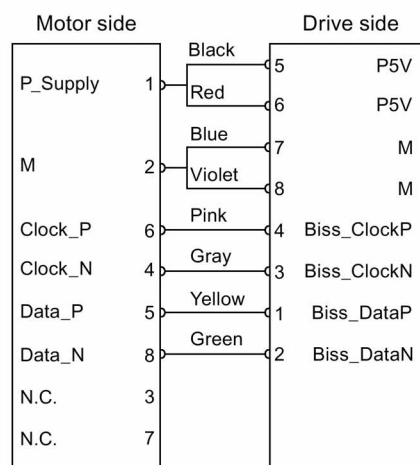 Motor side Drive side
Black
5 P5V
P_Supply 1
Red
6 P5V
Blue
7 M
M 2
Violet
8 M
Pink
Clock_P 6 4 Biss_ClockP
Gray
Clock_N 4 3 Biss_ClockN
Yellow
Data_P 5 1 Biss_DataP
Green
Data_N 8 2 Biss_DataN
N.C. 3
N.C. 7